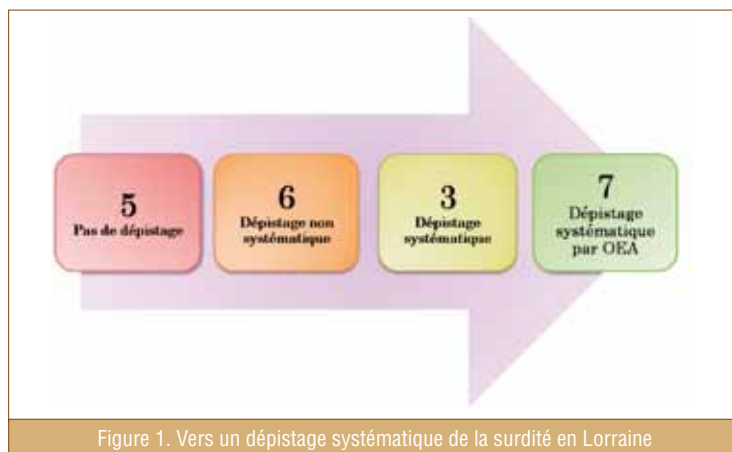 5
Pas de dépistage
6
Dépistage non
systématique
3
Dépistage
systématique
7
Dépistage
systématique
par OEA
Figure 1. Vers un dépistage systématique de la surdité en Lorraine